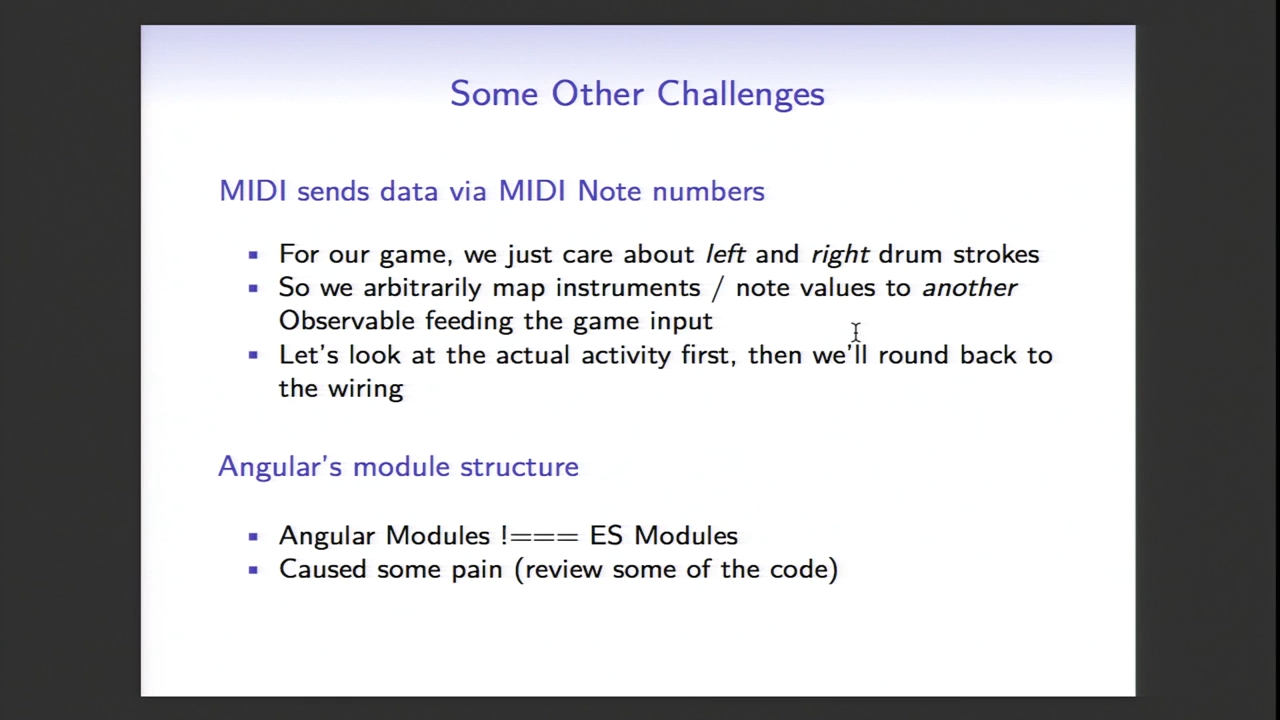 Some Other Challenges
MIDI sends data via MIDI Note numbers
For our game, we just care about left and right drum strokes
So we arbitrarily map instruments / note values to another
Observable feeding the game input
Let's look at the actual activity first, then we'll round back to
the wiring
Angular's module structure
Angular Modules !=== ES Modules
Caused some pain (review some of the code)